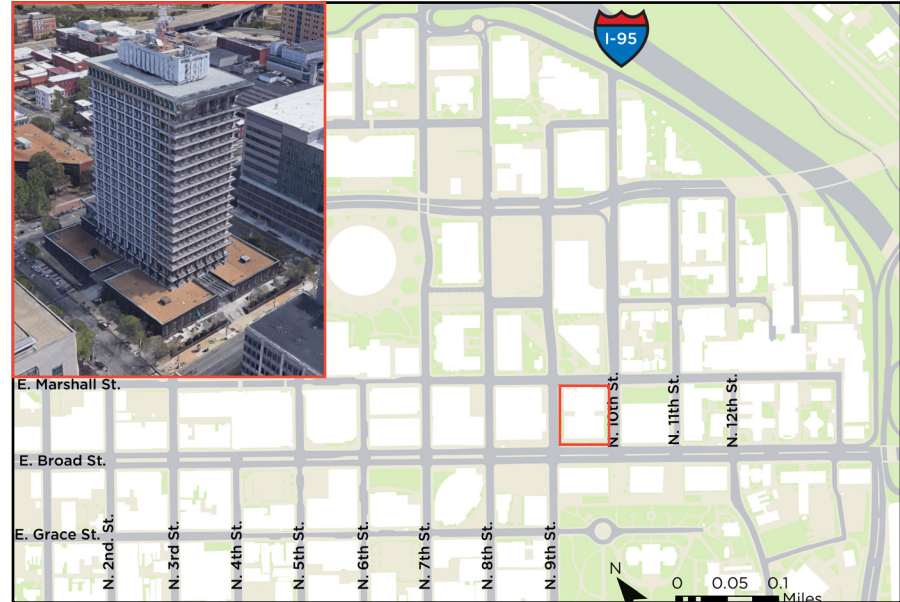 I-95
E. Marshall St.
E. Broad St.
E. Grace St.
N. 2nd. St.
N. 3rd St.
N. 4th St.
N. 5th St.
N. 6th St.
N. 7th St.
N. 8th St.
N. 9th St.
N. 10th St.
N. 11th St.
N. 12th St.
N
0 0.05 0.1
Miles